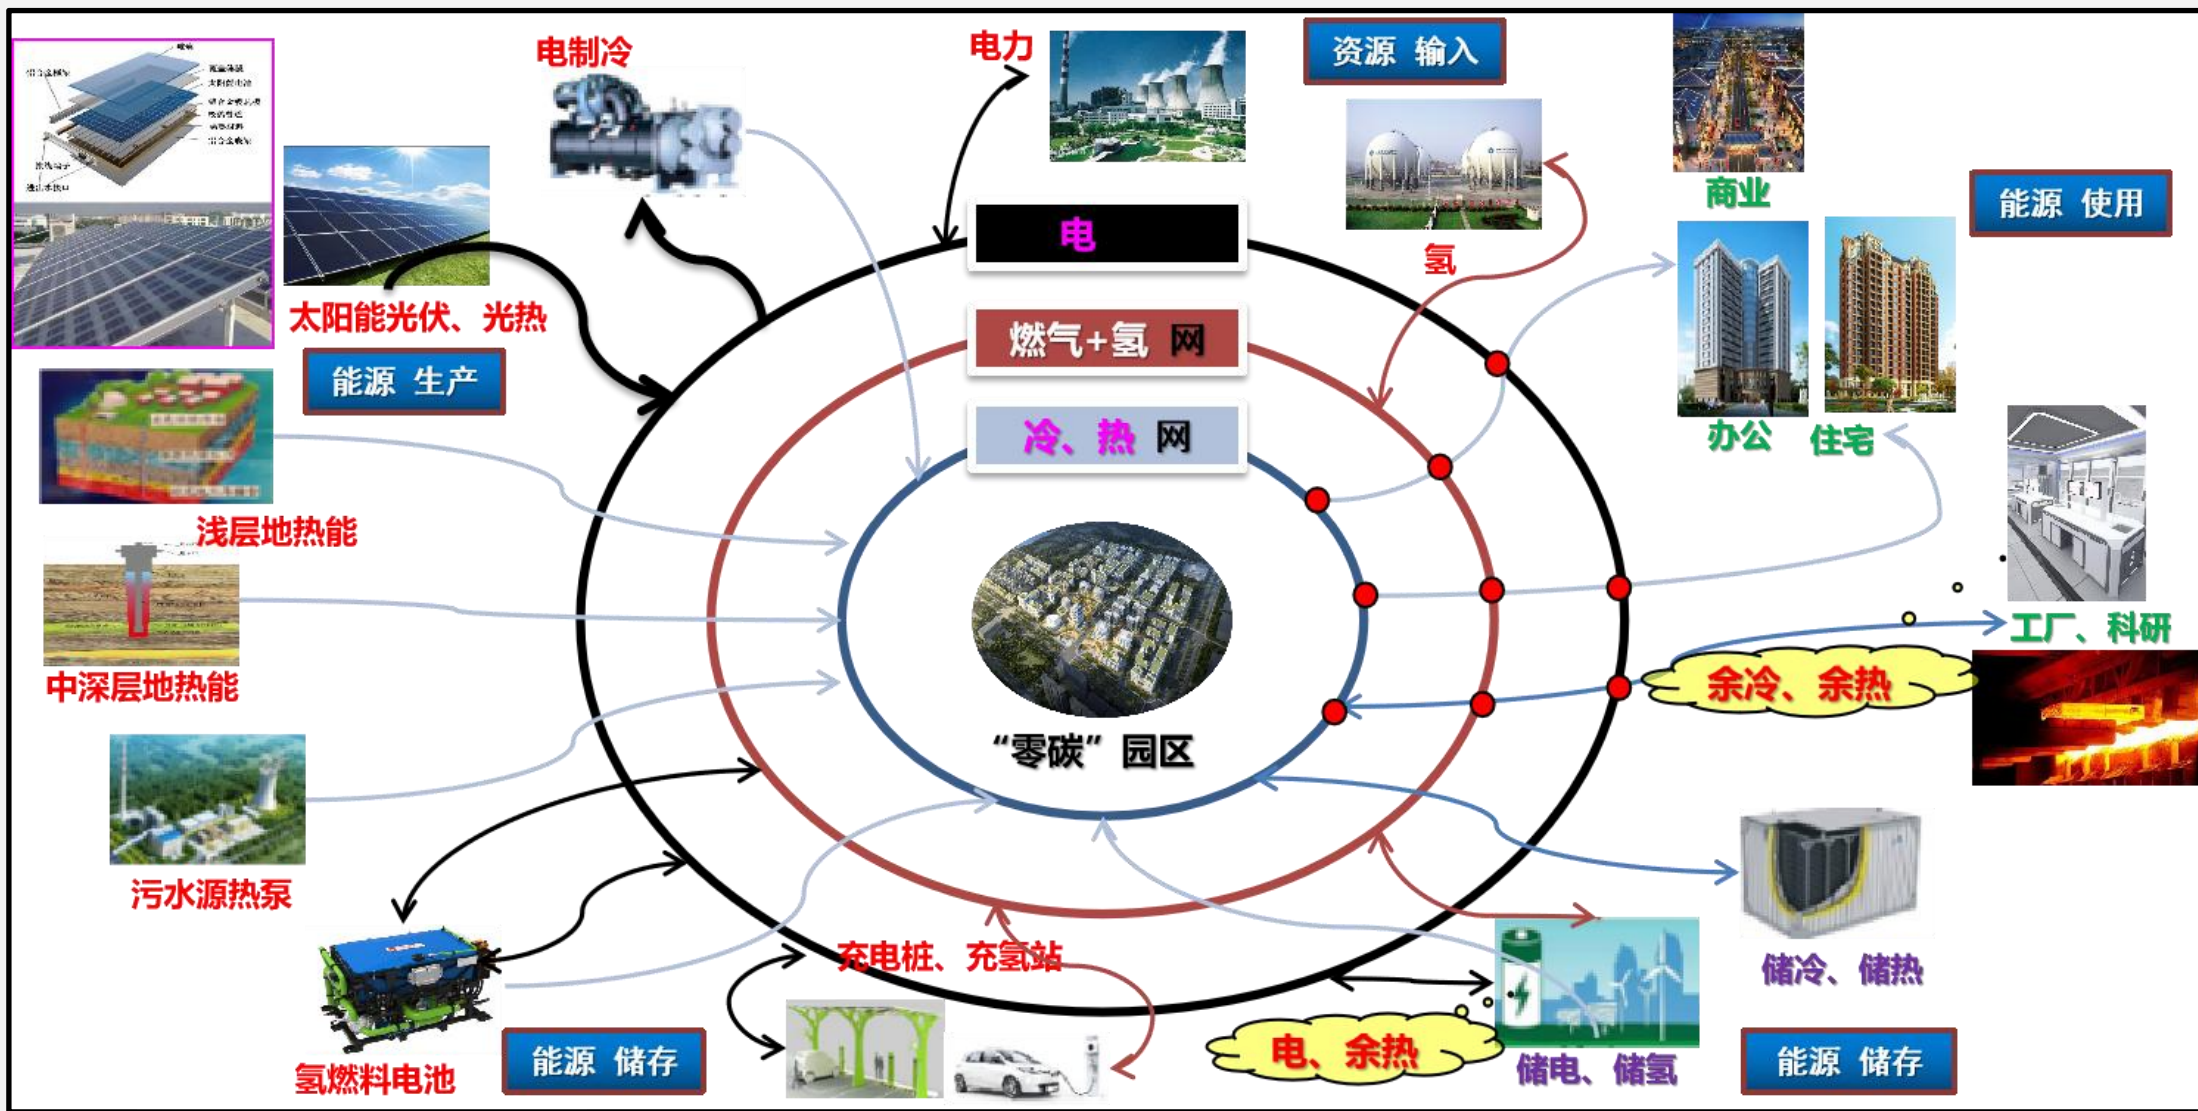 电制冷
电力
资源 输入
商业
能源 使用
电
氢
太阳能光伏、光热
燃气+氢 网
能源 生产
冷、热 网
办公
住宅
浅层地热能
工厂、科研
中深层地热能
余冷、余热
“零碳”园区
污水源热泵
充电桩、充氢站
储冷、储热
氢燃料电池
能源 储存
电、余热
储电、储氢
能源 储存